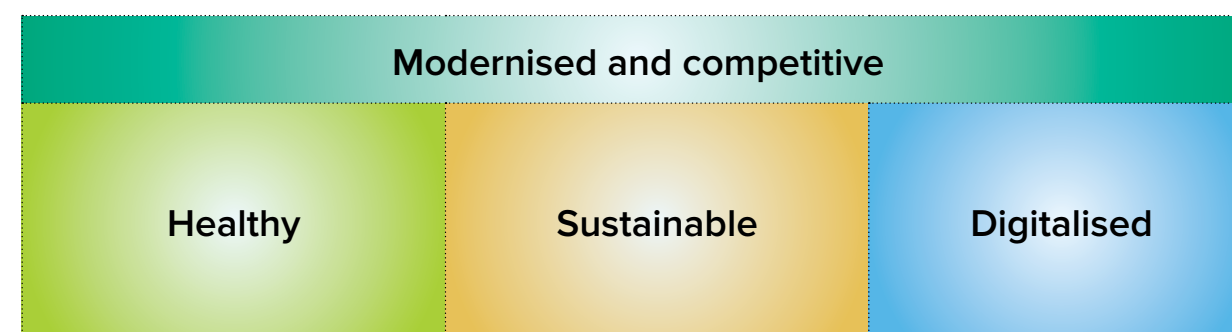 Modernised and competitive
Healthy
Sustainable
Digitalised